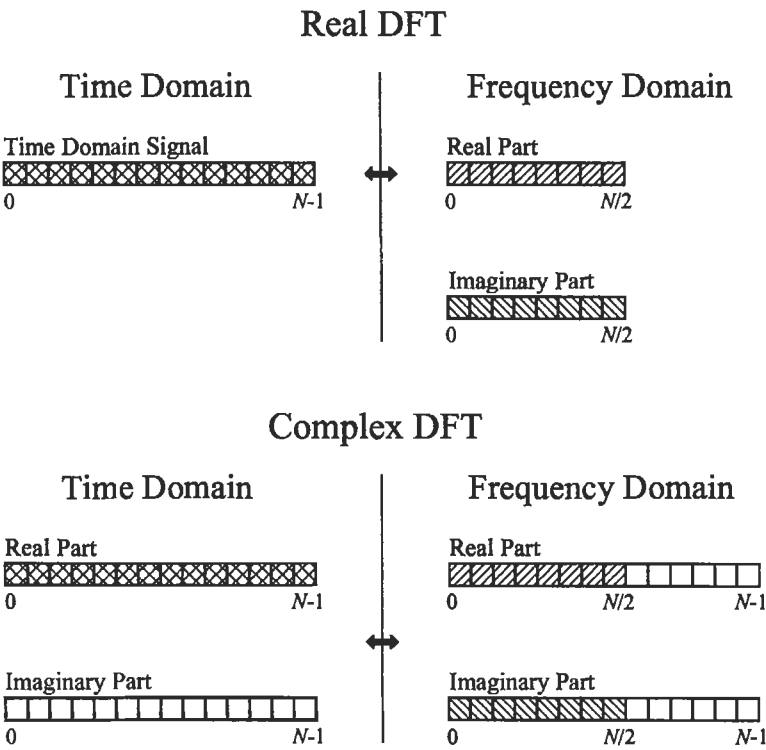 Real DFT
Time Domain
Frequency Domain
Time Domain Signal
0 N-1
Real Part
0 N/2
Imaginary Part
0 N/2
Complex DFT
Time Domain
Frequency Domain
Real Part
0 N-1
Real Part
0 N/2 N-1
Imaginary Part
0 N-1
Imaginary Part
0 N/2 N-1